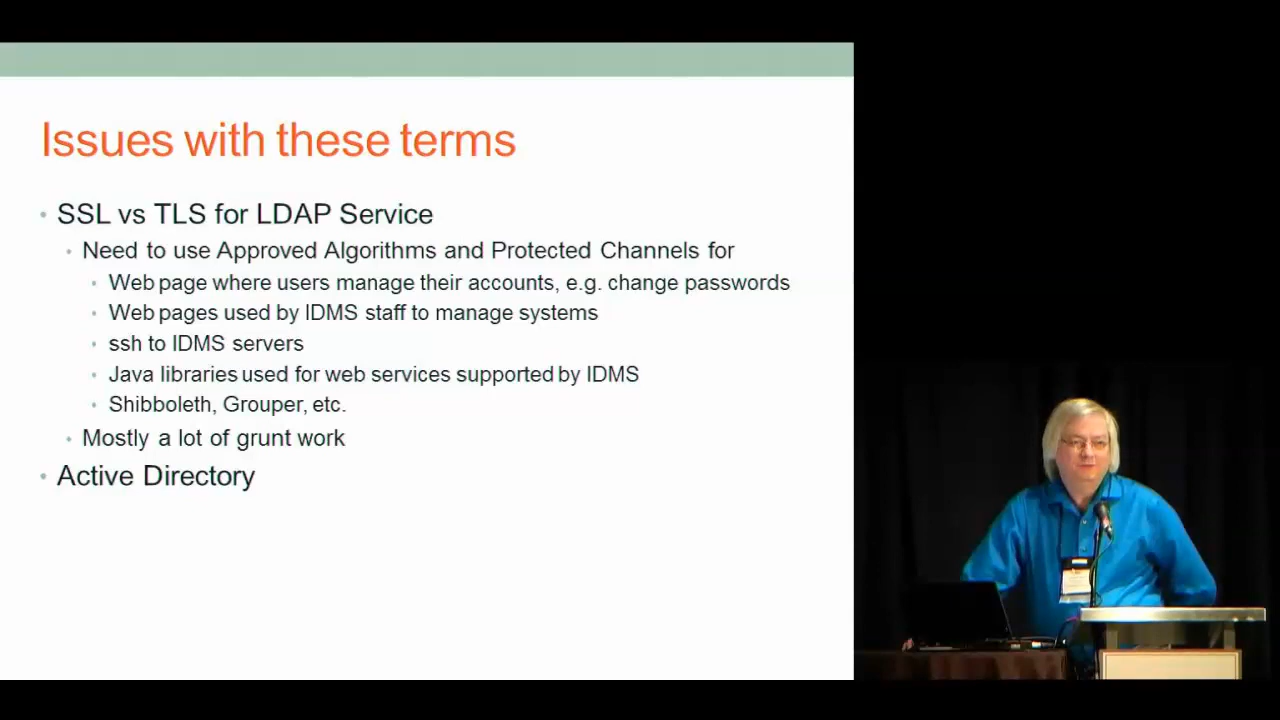 Issues with these terms
• SSL vs TLS for LDAP Service
• Need to use Approved Algorithms and Protected Channels for
• Web page where users manage their accounts, e.g. change passwords
• Web pages used by IDMS staff to manage systems
• ssh to IDMS servers
• Java libraries used for web services supported by IDMS
• Shibboleth, Grouper, etc.
• Mostly a lot of grunt work
• Active Directory